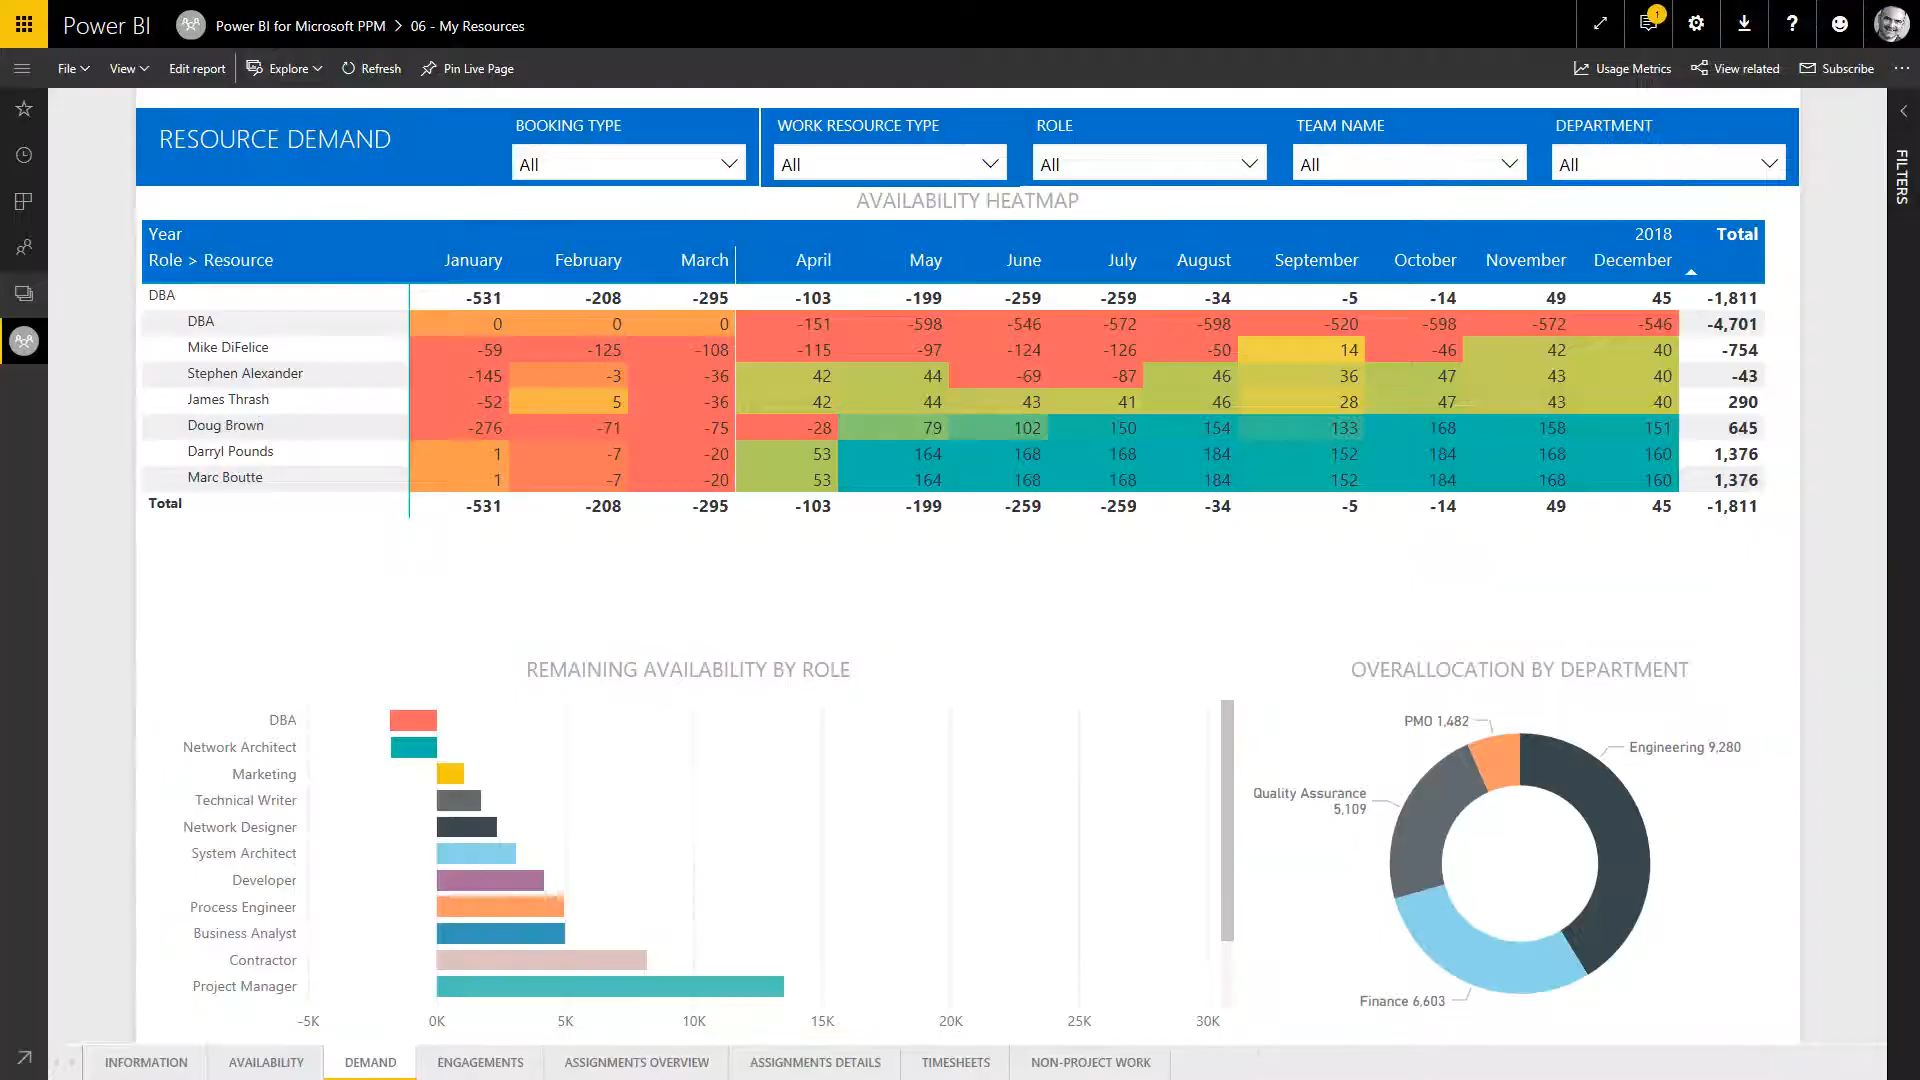 Power BI Power BI for Microsoft PPM > 06 - My Resources 1 ?
File View Edit report Explore Refresh Pin Live Page Usage Metrics View related Subscribe ...
FILTERS
RESOURCE DEMAND BOOKING TYPE WORK RESOURCE TYPE ROLE TEAM NAME DEPARTMENT
All All All All All
AVAILABILITY HEATMAP
Year 2018 Total
Role > Resource January February March April May June July August September October November December
DBA -531 -208 -295 -103 -199 -259 -259 -34 -5 -14 49 45 -1,811
DBA 0 0 0 -151 -598 -546 -572 -598 -520 -598 -572 -546 -4,701
Mike DiFelice -59 -125 -108 -115 -97 -124 -126 -50 14 -46 42 40 -754
Stephen Alexander -145 -3 -36 42 44 -69 -87 46 36 47 43 40 -43
James Thrash -52 5 -36 42 44 43 41 46 28 47 43 40 290
Doug Brown -276 -71 -75 -28 79 102 150 154 133 168 158 151 645
Darryl Pounds 1 -7 -20 53 164 168 168 184 152 184 168 160 1,376
Marc Boutte 1 -7 -20 53 164 168 168 184 152 184 168 160 1,376
Total -531 -208 -295 -103 -199 -259 -259 -34 -5 -14 49 45 -1,811
REMAINING AVAILABILITY BY ROLE
DBA
Network Architect
Marketing
Technical Writer
Network Designer
System Architect
Developer
Process Engineer
Business Analyst
Contractor
Project Manager
-5K 0K 5K 10K 15K 20K 25K 30K
OVERALLOCATION BY DEPARTMENT
PMO 1,482
Engineering 9,280
Quality Assurance
5,109
Finance 6,603
INFORMATION AVAILABILITY DEMAND ENGAGEMENTS ASSIGNMENTS OVERVIEW ASSIGNMENTS DETAILS TIMESHEETS NON-PROJECT WORK